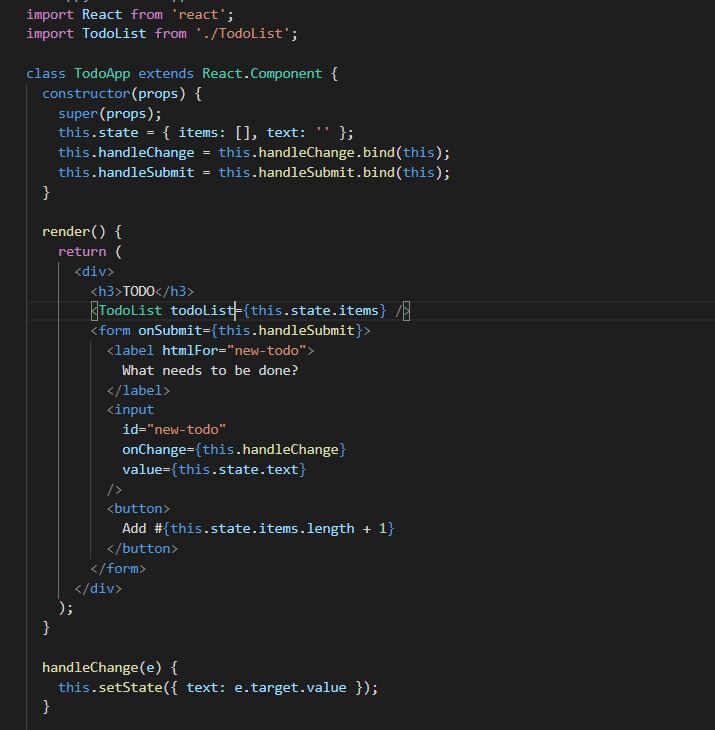 import React from 'react';
import TodoList from './TodoList';
class TodoApp extends React.Component {
constructor(props) {
super(props);
this.state = { items: [], text: '' };
this.handleChange = this.handleChange.bind(this);
this.handleSubmit = this.handleSubmit.bind(this);
}
render() {
return (
<div>
<h3>TODO</h3>
<TodoList todoList={this.state.items} />
<form onSubmit={this.handleSubmit}>
<label htmlFor="new-todo">
What needs to be done?
</label>
<input
id="new-todo"
onChange={this.handleChange}
value={this.state.text}
/>
<button>
Add #{this.state.items.length + 1}
</button>
</form>
</div>
);
}
handleChange(e) {
this.setState({ text: e.target.value });
}